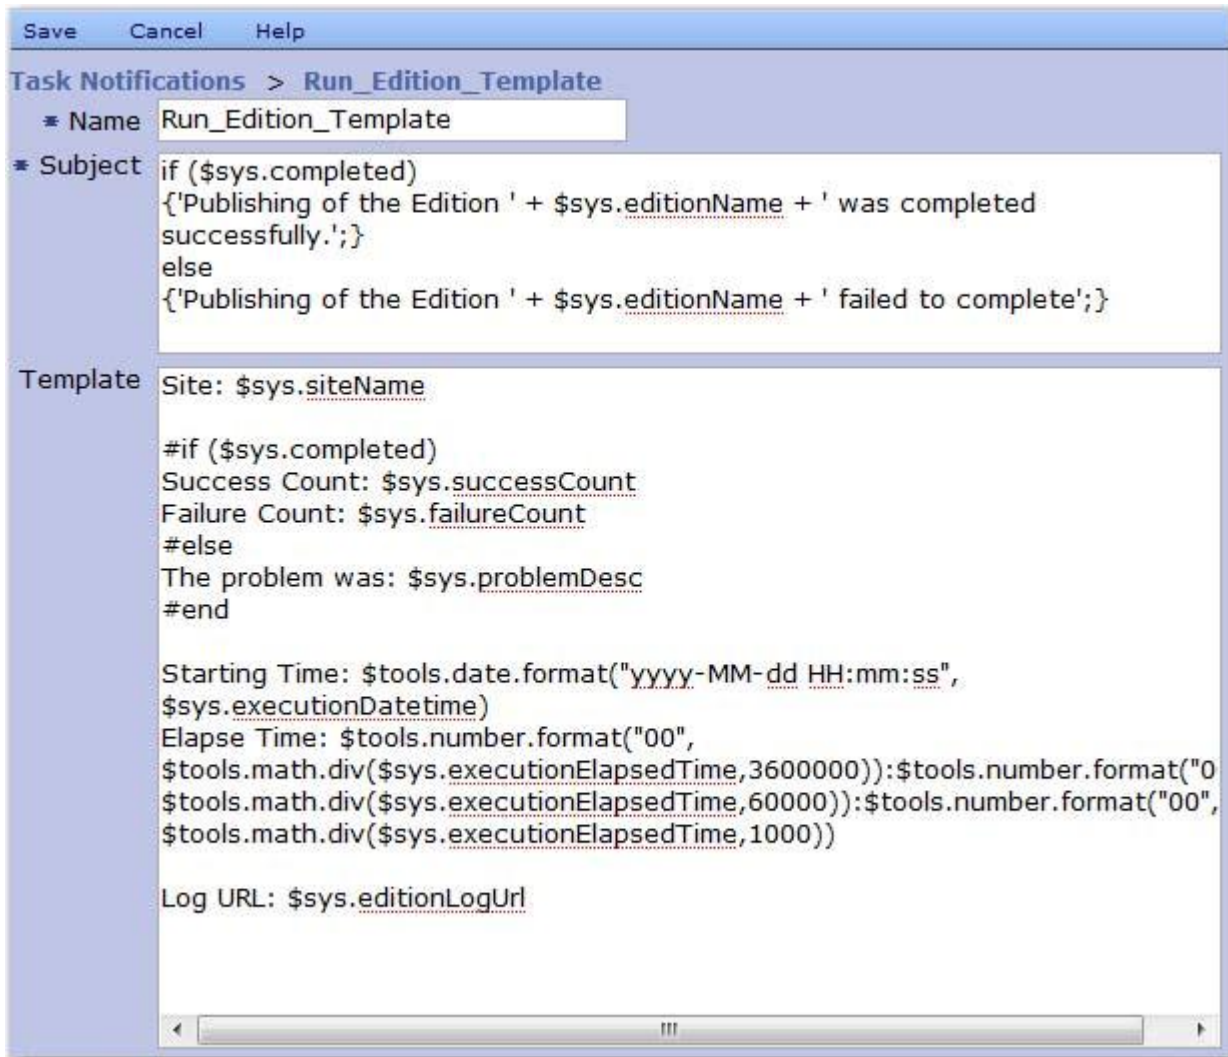 Save Cancel Help
Task Notifications > Run_Edition_Template
* Name Run_Edition_Template
* Subject if ($sys.completed)
{'Publishing of the Edition ' + $sys.editionName + ' was completed
successfully.';}
else
{'Publishing of the Edition ' + $sys.editionName + ' failed to complete';}
Template Site: $sys.siteName
#if ($sys.completed)
Success Count: $sys.successCount
Failure Count: $sys.failureCount
#else
The problem was: $sys.problemDesc
#end
Starting Time: $tools.date.format("yyyy-MM-dd HH:mm:ss",
$sys.executionDatetime)
Elapse Time: $tools.number.format("00",
$tools.math.div($sys.executionElapsedTime,3600000)):$tools.number.format("0
$tools.math.div($sys.executionElapsedTime,60000)):$tools.number.format("00",
$tools.math.div($sys.executionElapsedTime,1000))
Log URL: $sys.editionLogUrl